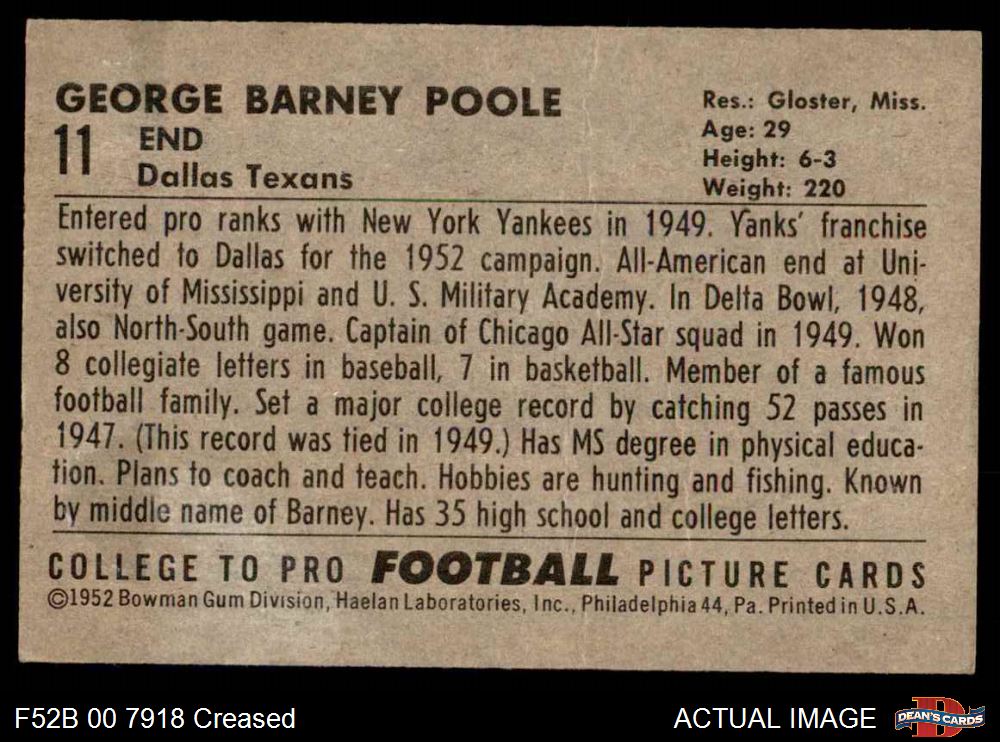 GEORGE BARNEY POOLE
11 END
Dallas Texans
Res.: Gloster, Miss.
Age: 29
Height: 6-3
Weight: 220
Entered pro ranks with New York Yankees in 1949. Yanks' franchise
switched to Dallas for the 1952 campaign. All-American end at Uni-
versity of Mississippi and U. S. Military Academy. In Delta Bowl, 1948,
also North-South game. Captain of Chicago All-Star squad in 1949. Won
8 collegiate letters in baseball, 7 in basketball. Member of a famous
football family. Set a major college record by catching 52 passes in
1947. (This record was tied in 1949.) Has MS degree in physical educa-
tion. Plans to coach and teach. Hobbies are hunting and fishing. Known
by middle name of Barney. Has 35 high school and college letters.
COLLEGE TO PRO FOOTBALL PICTURE CARDS
©1952 Bowman Gum Division, Haelan Laboratories, Inc., Philadelphia 44, Pa. Printed in U.S.A.
F52B 00 7918 Creased
ACTUAL IMAGE
D
DEAN'S CARDS